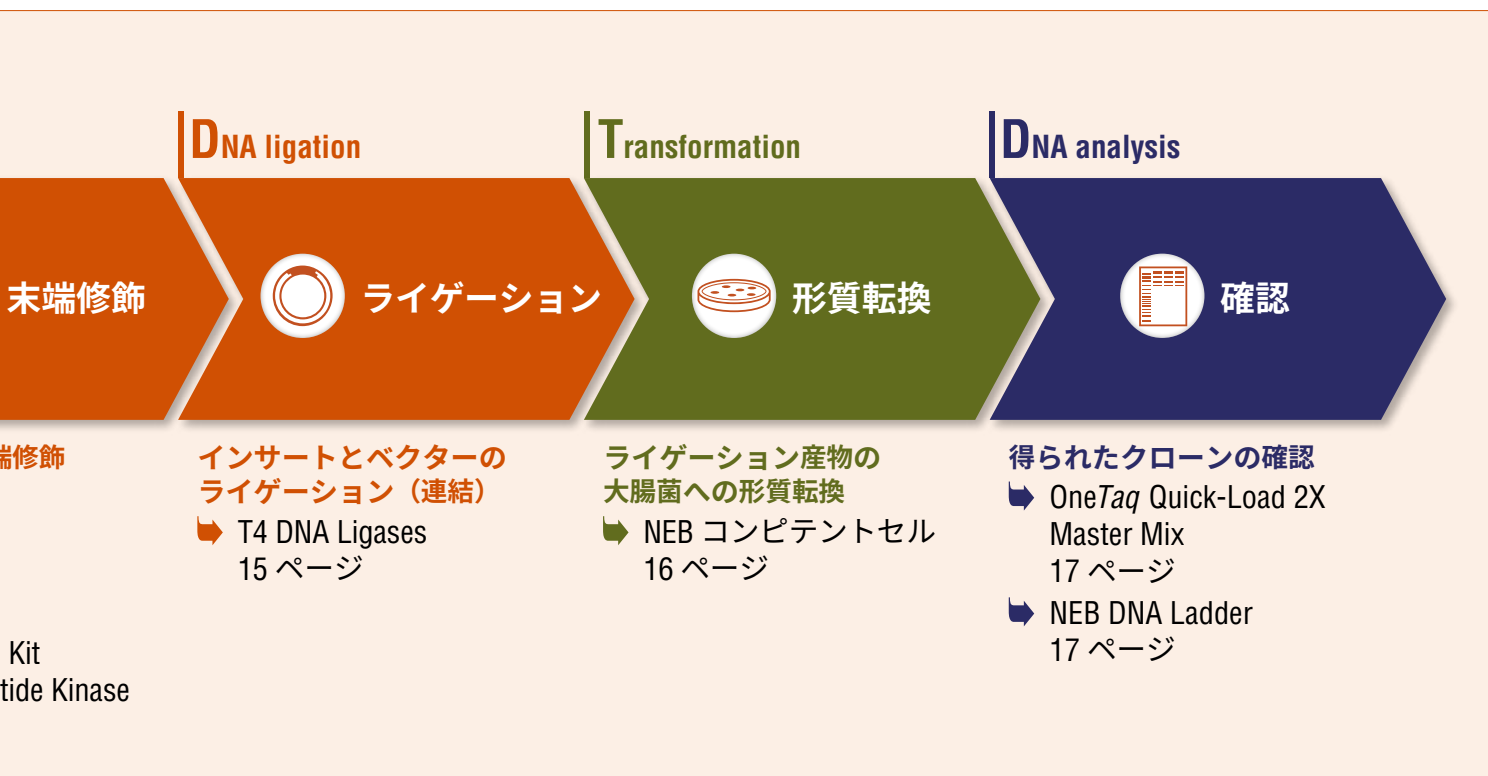 DNA ligation
Transformation
DNA analysis
末端修飾
ライゲーション
形質転換
確認
端修飾
Kit
tide Kinase
インサートとベクターの
ライゲーション（連結）
T4 DNA Ligases
15 ページ
ライゲーション産物の
大腸菌への形質転換
NEB コンピテントセル
16 ページ
得られたクローンの確認
OneTaq Quick-Load 2X
Master Mix
17 ページ
NEB DNA Ladder
17 ページ